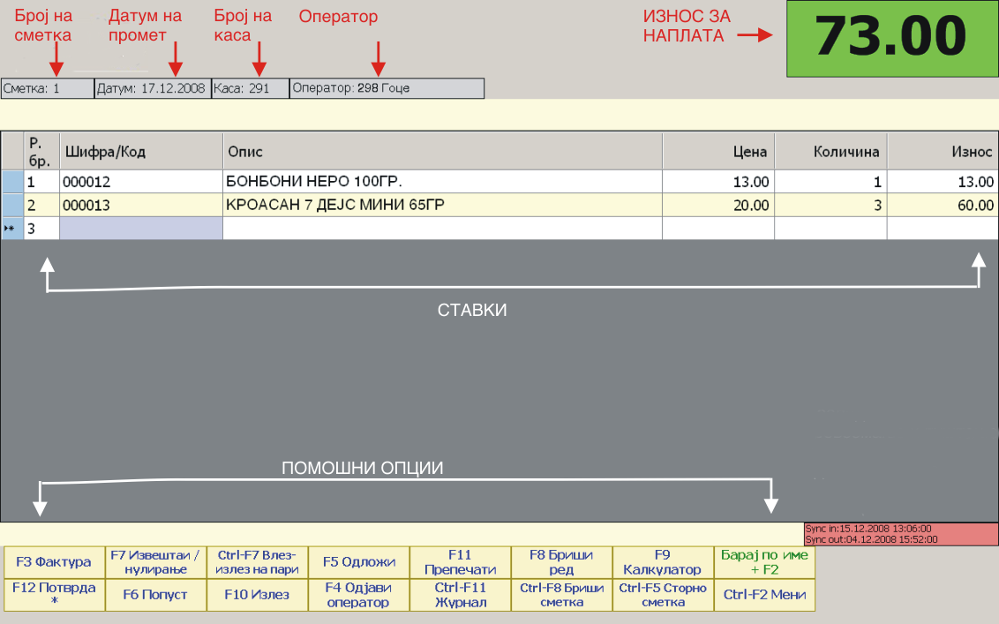 Број на
сметка
Датум на
промет
Број на
каса
Оператор
ИЗНОС ЗА
НАПЛАТА
73.00
Сметка: 1
Датум: 17.12.2008
Каса: 291
Оператор: 298 Гоце
Р.
бр.
Шифра/Код
Опис
Цена
Количина
Износ
1 000012 БОНБОНИ НЕРО 100ГР. 13.00 1 13.00
2 000013 КРОАСАН 7 ДЕЈС МИНИ 65ГР 20.00 3 60.00
3
СТАВКИ
ПОМОШНИ ОПЦИИ
Sync in:15.12.2008 13:06:00
Sync out:04.12.2008 15:52:00
F3 Фактура
F7 Извештаи /
нулирање
Ctrl-F7 Влез-
излез на пари
F5 Одложи
F11
Препечати
F8 Бриши
ред
F9
Калкулатор
Барај по име
+ F2
F12 Потврда
*
F6 Попуст
F10 Излез
F4 Одјави
оператор
Ctrl-F11
Журнал
Ctrl-F8 Бриши
сметка
Ctrl-F5 Сторно
сметка
Ctrl-F2 Мени